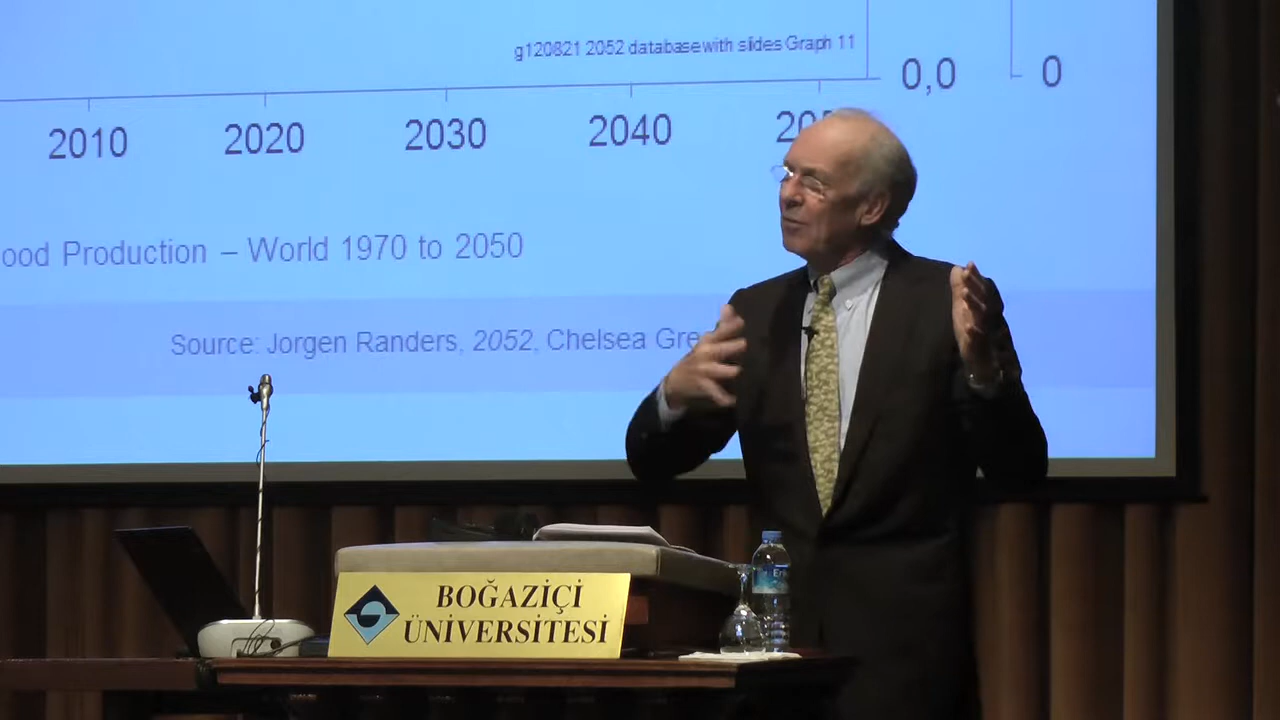 g120821 2052 database with slides Graph 11
0,0 0
2010 2020 2030 2040
ood Production – World 1970 to 2050
Source: Jorgen Randers, 2052, Chelsea Gre
BOĞAZİÇİ
ÜNİVERSİTESİ